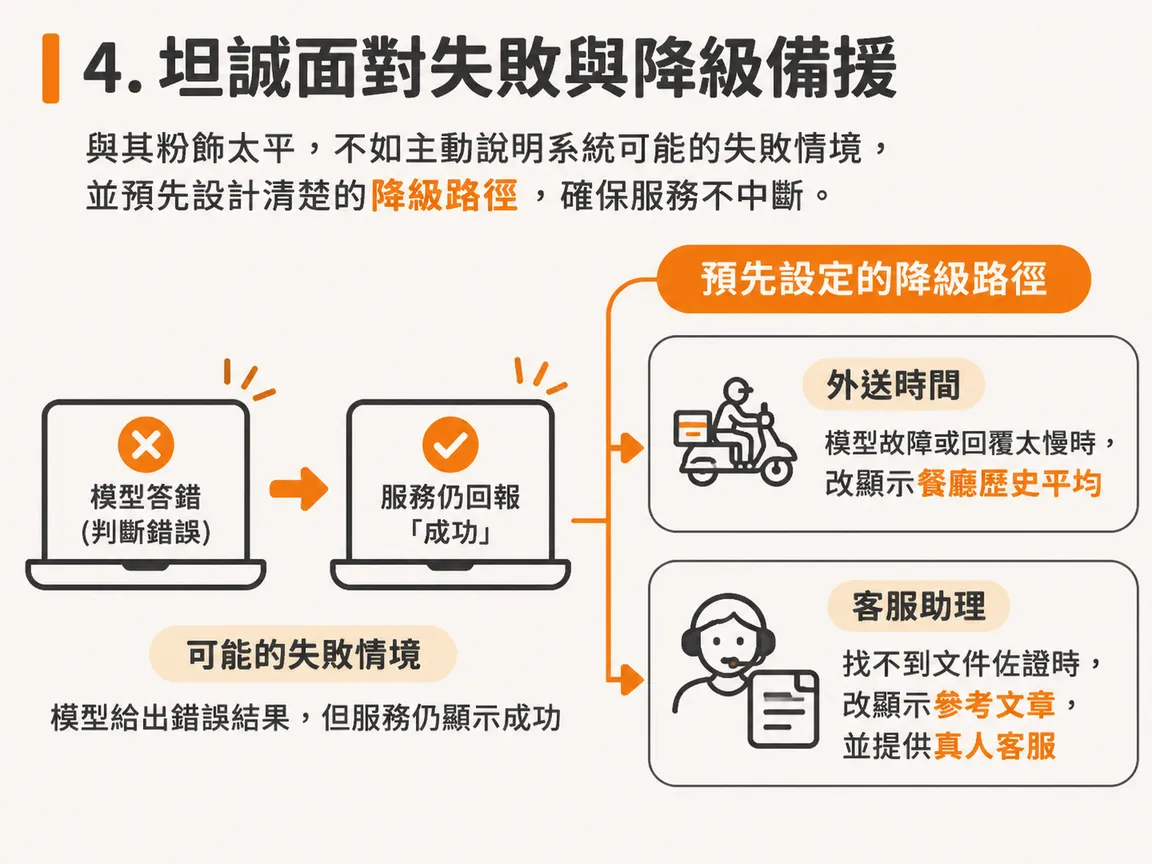 4. 坦誠面對失敗與降級備援
與其粉飾太平，不如主動說明系統可能的失敗情境，
並預先設計清楚的降級路徑，確保服務不中斷。
模型答錯
(判斷錯誤)
服務仍回報
「成功」
可能的失敗情境
模型給出錯誤結果，但服務仍顯示成功
預先設定的降級路徑
外送時間
模型故障或回覆太慢時，
改顯示餐廳歷史平均
客服助理
找不到文件佐證時，
改顯示參考文章，
並提供真人客服